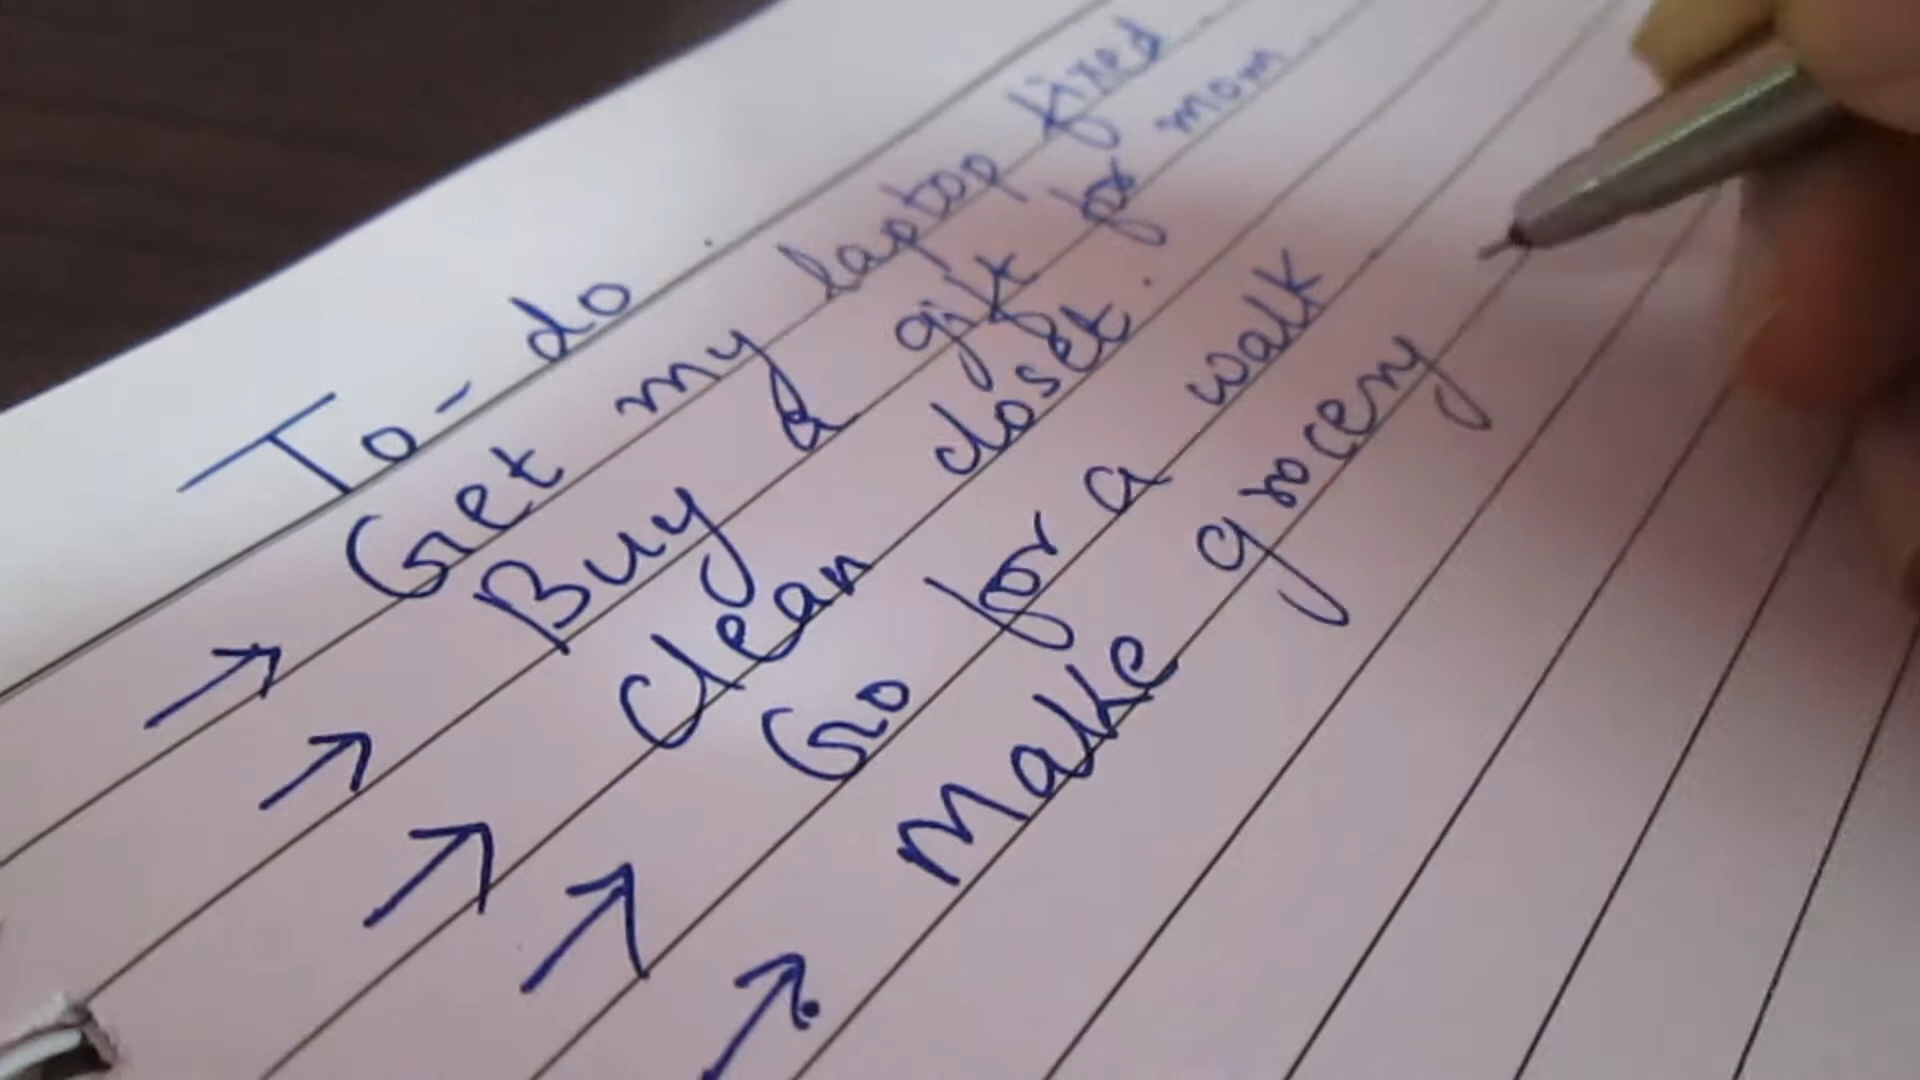 To-do
→ Get my laptop fixed
→ Buy a gift for mom
→ Clean closet.
→ Go for a walk
→ Make grocery